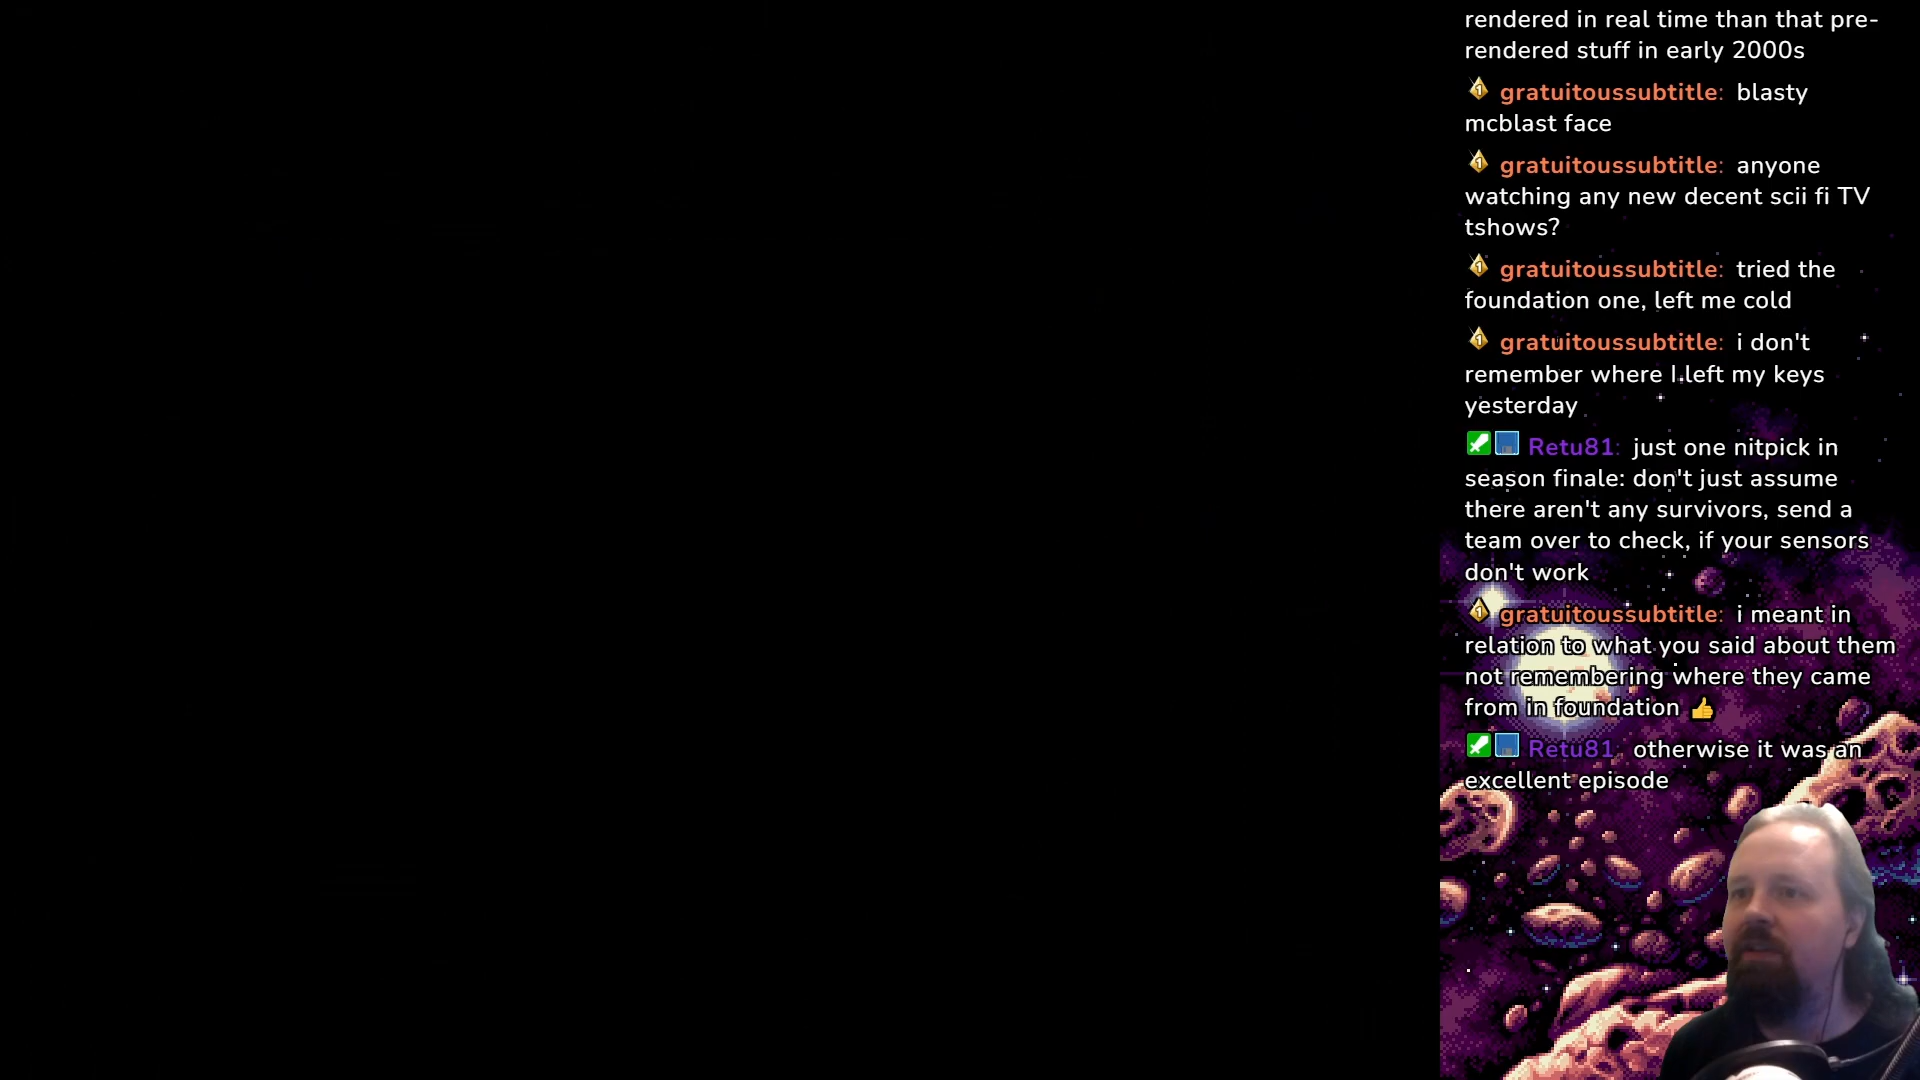 rendered in real time than that pre-
rendered stuff in early 2000s
gratuitoussubtitle: blasty
mcblast face
gratuitoussubtitle: anyone
watching any new decent scii fi TV
tshows?
gratuitoussubtitle: tried the
foundation one, left me cold
gratuitoussubtitle: i don't
remember where I left my keys
yesterday
Retu81: just one nitpick in
season finale: don't just assume
there aren't any survivors, send a
team over to check, if your sensors
don't work
gratuitoussubtitle: i meant in
relation to what you said about them
not remembering where they came
from in foundation 👍
Retu81: otherwise it was an
excellent episode